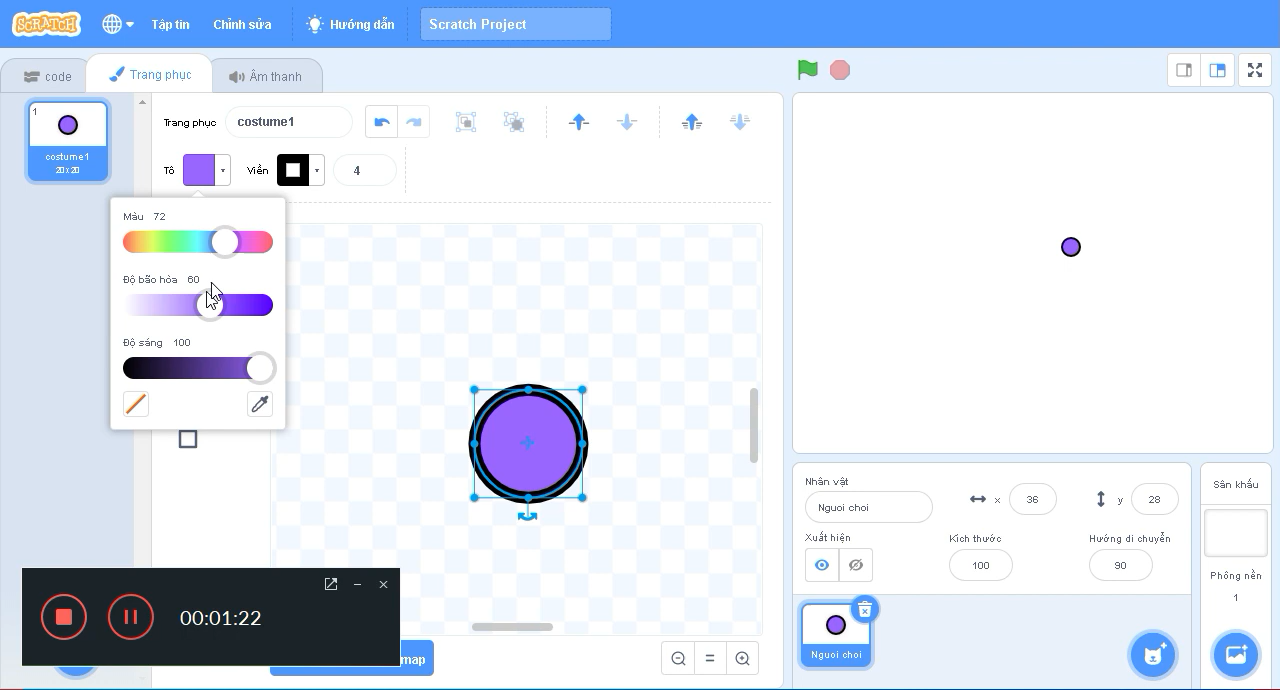 SCRATCH
Tập tin
Chỉnh sửa
Hướng dẫn
Scratch Project
code
Trang phục
Âm thanh
1
costume1
20 x 20
Trang phục
costume1
Tô
Viền
4
Màu 72
Độ bão hòa 60
Độ sáng 100
00:01:22
map
Nhân vật
Nguoi choi
x
36
y
28
Xuất hiện
Kích thước
100
Hướng di chuyển
90
Nguoi choi
Sân khấu
Phông nền
1